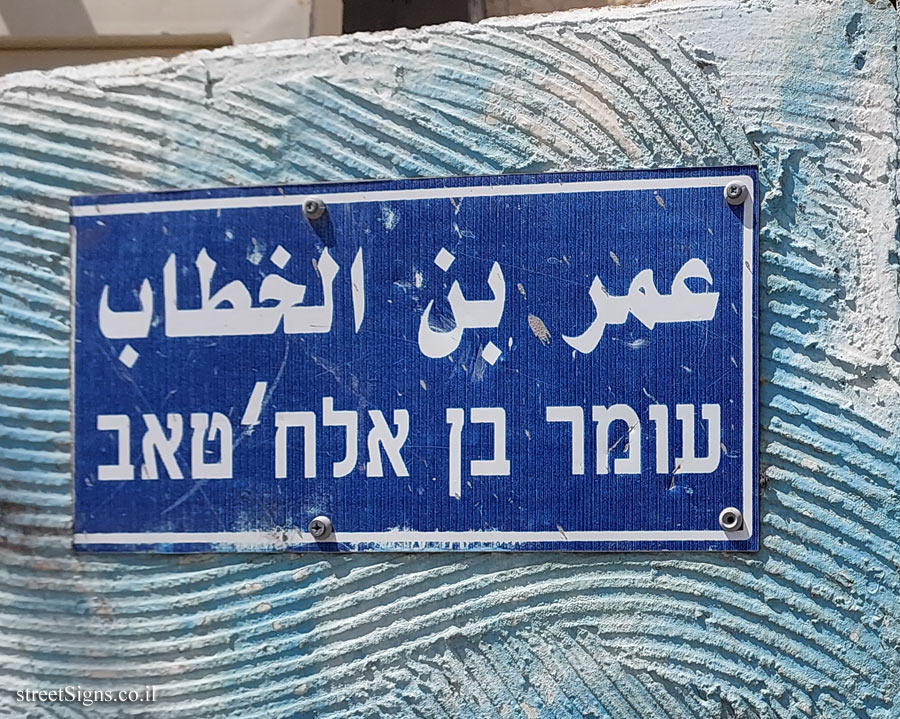 عمر بن الخطاب
עומר בן אלח'טאב
streetSigns.co.il